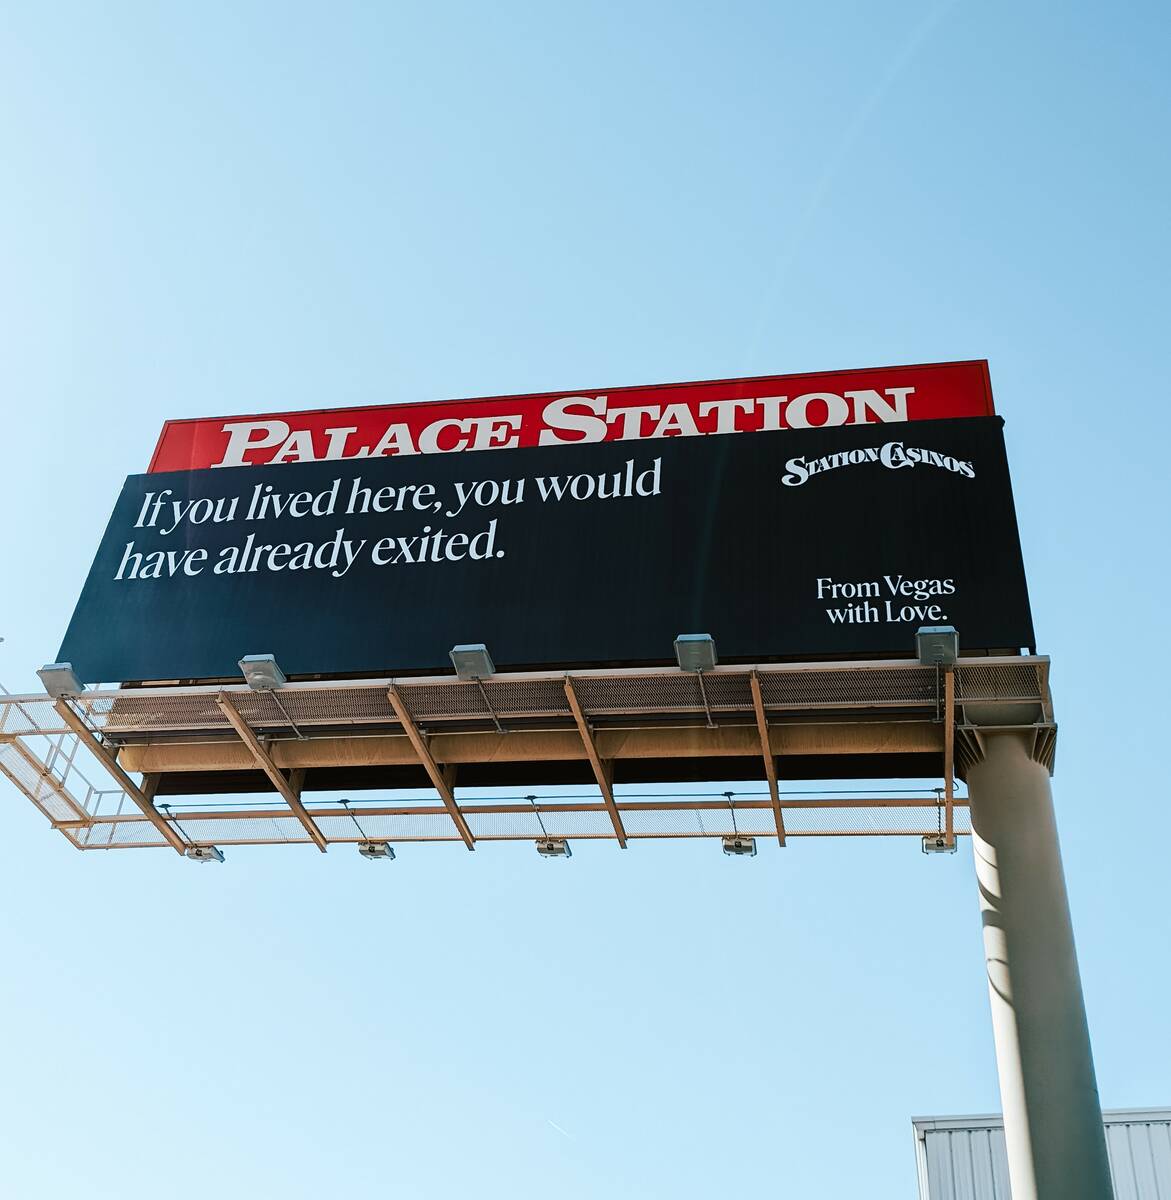 PALACE STATION
If you lived here, you would
have already exited.
STATION CASINOS
From Vegas
with Love.